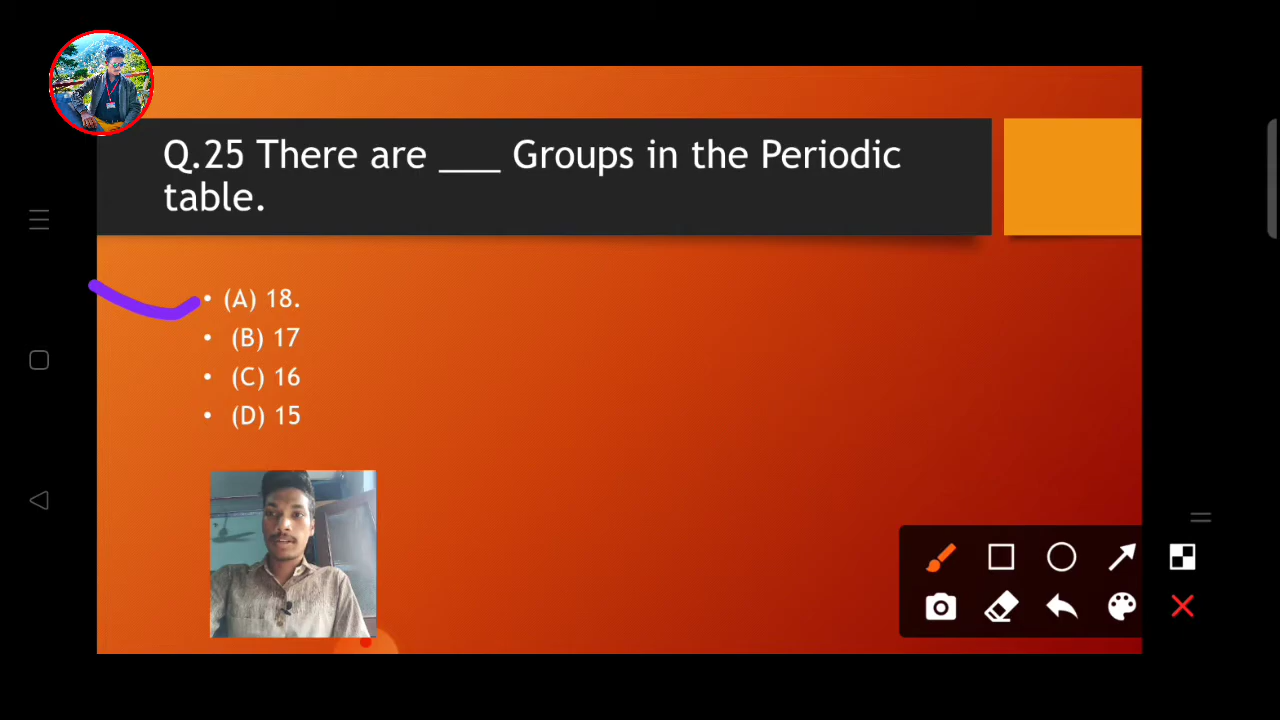 Q.25 There are ___ Groups in the Periodic
table.
• (A) 18.
• (B) 17
• (C) 16
• (D) 15